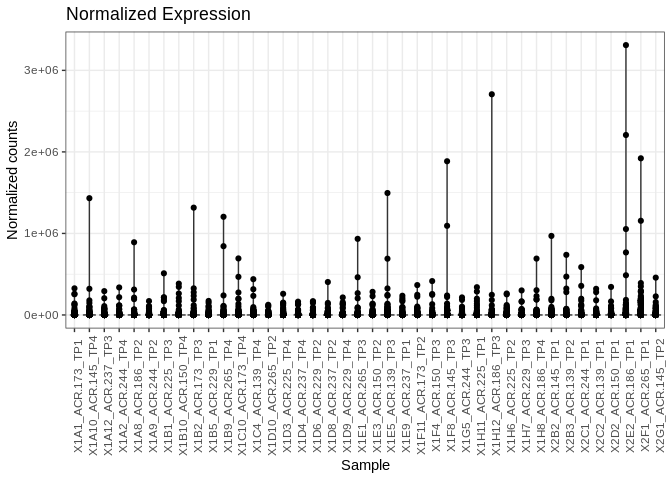 Normalized Expression
Normalized counts
3e+06
2e+06
1e+06
0e+00
X1A1_ACR.173_TP1
X1A10_ACR.145_TP4
X1A12_ACR.237_TP3
X1A2_ACR.244_TP4
X1A8_ACR.186_TP2
X1A9_ACR.244_TP2
X1B1_ACR.225_TP3
X1B10_ACR.150_TP4
X1B2_ACR.173_TP3
X1B5_ACR.229_TP1
X1B9_ACR.265_TP4
X1C10_ACR.173_TP4
X1C4_ACR.139_TP4
X1D10_ACR.265_TP2
X1D3_ACR.225_TP4
X1D4_ACR.237_TP4
X1D6_ACR.229_TP2
X1D8_ACR.237_TP2
X1D9_ACR.229_TP4
X1E1_ACR.265_TP3
X1E3_ACR.150_TP2
X1E5_ACR.139_TP3
X1E9_ACR.237_TP1
X1F11_ACR.173_TP2
X1F4_ACR.150_TP3
X1F8_ACR.145_TP3
X1G5_ACR.244_TP3
X1H11_ACR.225_TP1
X1H12_ACR.186_TP3
X1H6_ACR.225_TP2
X1H7_ACR.229_TP3
X1H8_ACR.186_TP4
X2B2_ACR.145_TP1
X2B3_ACR.139_TP2
X2C1_ACR.244_TP1
X2C2_ACR.139_TP1
X2D2_ACR.150_TP1
X2E2_ACR.186_TP1
X2F1_ACR.265_TP1
X2G1_ACR.145_TP2
Sample